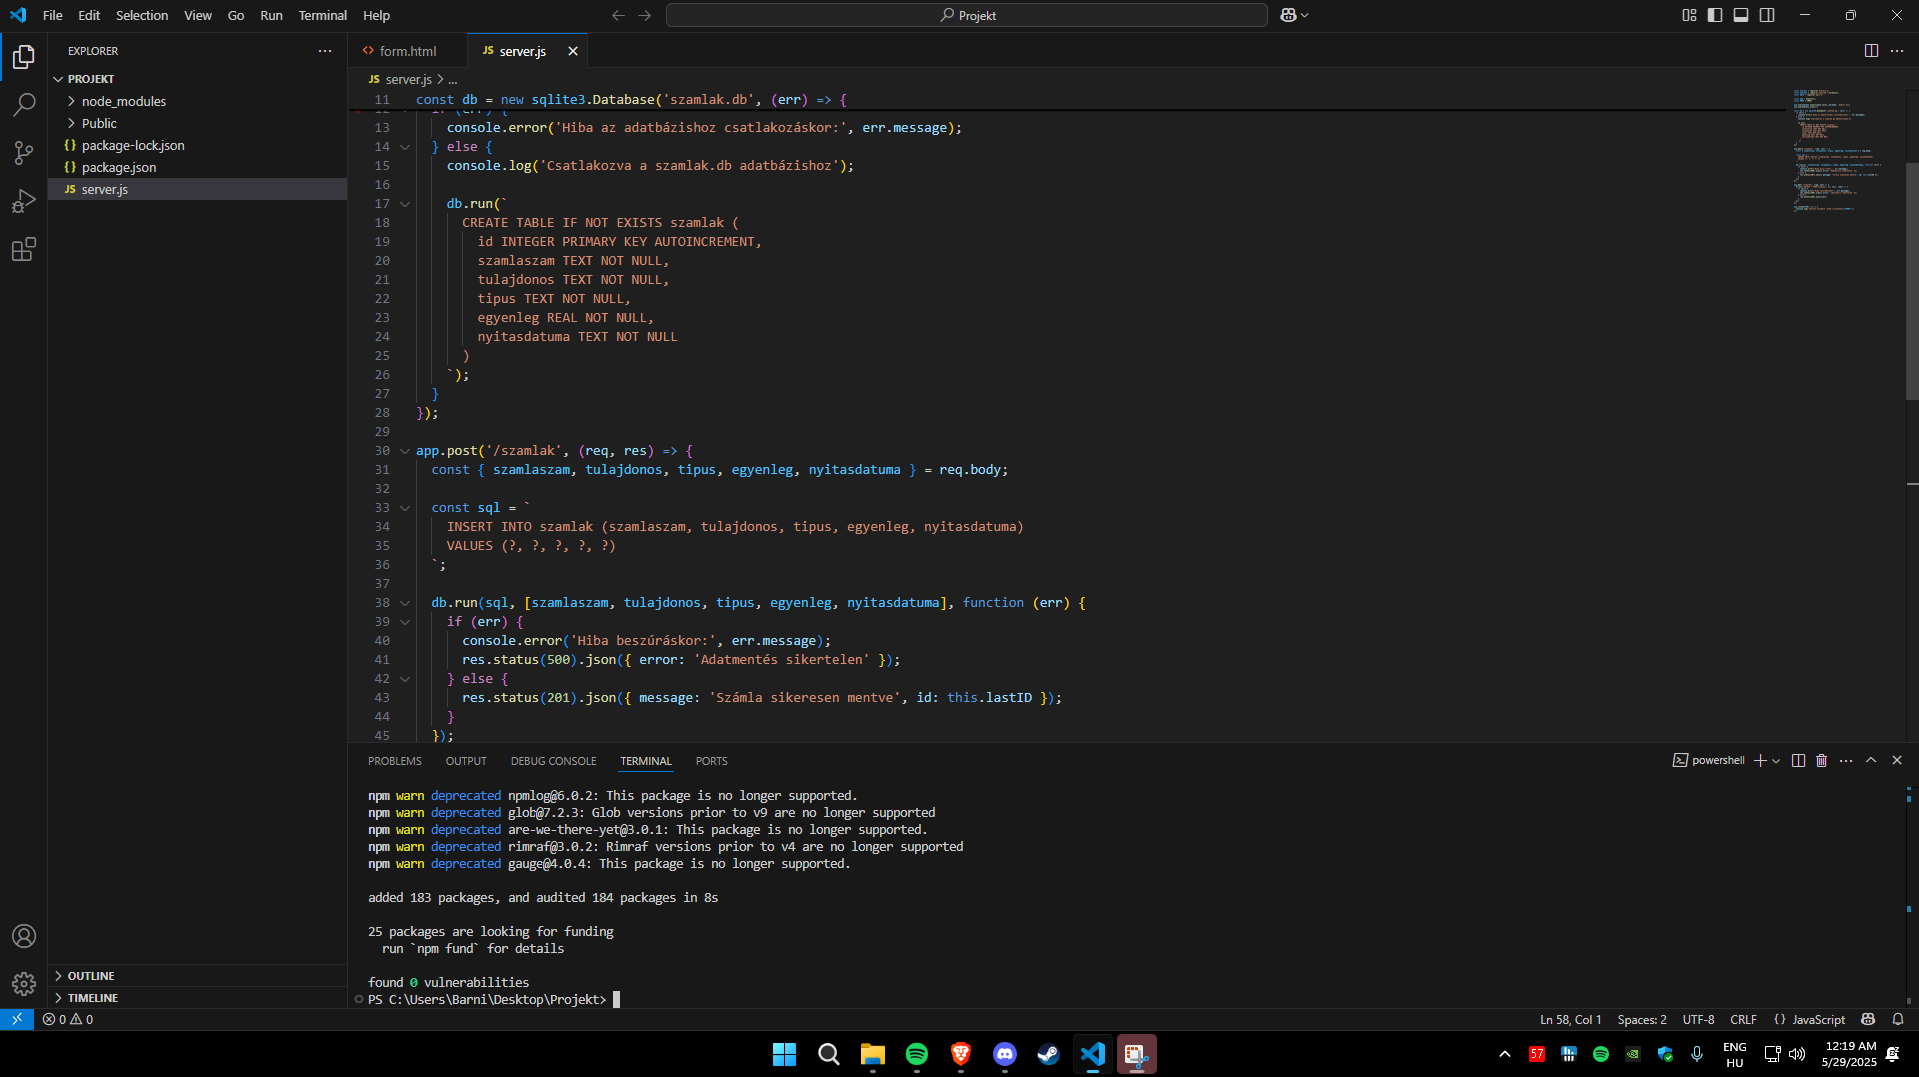 File Edit Selection View Go Run Terminal Help
Projekt
EXPLORER
PROJEKT
node_modules
Public
{} package-lock.json
{} package.json
JS server.js
OUTLINE
TIMELINE
<> form.html
JS server.js
JS server.js > ...
11 const db = new sqlite3.Database('szamlak.db', (err) => {
13 console.error('Hiba az adatbázishoz csatlakozáskor:', err.message);
14 } else {
15 console.log('Csatlakozva a szamlak.db adatbázishoz');
16
17 db.run(`
18 CREATE TABLE IF NOT EXISTS szamlak (
19 id INTEGER PRIMARY KEY AUTOINCREMENT,
20 szamlaszam TEXT NOT NULL,
21 tulajdonos TEXT NOT NULL,
22 tipus TEXT NOT NULL,
23 egyenleg REAL NOT NULL,
24 nyitasdatuma TEXT NOT NULL
25 )
26 `);
27 }
28 });
29
30 app.post('/szamlak', (req, res) => {
31 const { szamlaszam, tulajdonos, tipus, egyenleg, nyitasdatuma } = req.body;
32
33 const sql = `
34 INSERT INTO szamlak (szamlaszam, tulajdonos, tipus, egyenleg, nyitasdatuma)
35 VALUES (?, ?, ?, ?, ?)
36 `;
37
38 db.run(sql, [szamlaszam, tulajdonos, tipus, egyenleg, nyitasdatuma], function (err) {
39 if (err) {
40 console.error('Hiba beszúráskor:', err.message);
41 res.status(500).json({ error: 'Adatmentés sikertelen' });
42 } else {
43 res.status(201).json({ message: 'Számla sikeresen mentve', id: this.lastID });
44 }
45 });
PROBLEMS OUTPUT DEBUG CONSOLE TERMINAL PORTS
powershell
npm warn deprecated npmlog@6.0.2: This package is no longer supported.
npm warn deprecated glob@7.2.3: Glob versions prior to v9 are no longer supported
npm warn deprecated are-we-there-yet@3.0.1: This package is no longer supported.
npm warn deprecated rimraf@3.0.2: Rimraf versions prior to v4 are no longer supported
npm warn deprecated gauge@4.0.4: This package is no longer supported.
added 183 packages, and audited 184 packages in 8s
25 packages are looking for funding
run `npm fund` for details
found 0 vulnerabilities
PS C:\Users\Barni\Desktop\Projekt>
0 0
Ln 58, Col 1 Spaces: 2 UTF-8 CRLF {} JavaScript
57
ENG
HU
12:19 AM
5/29/2025